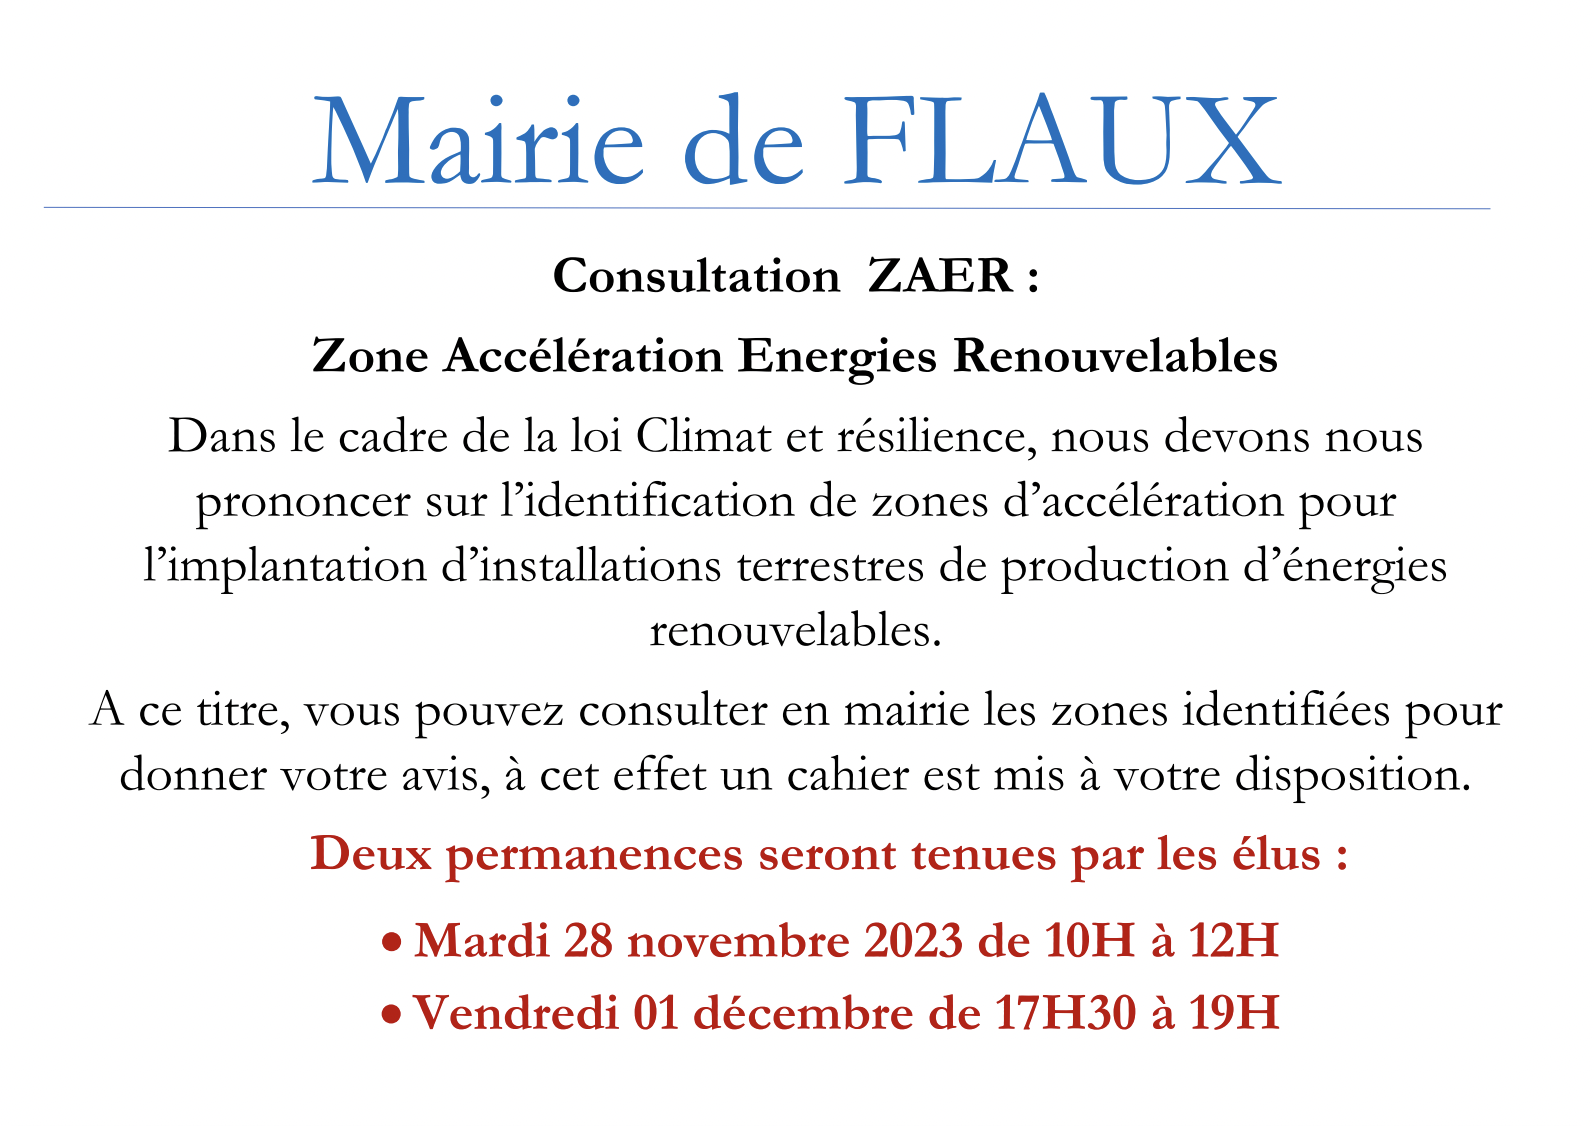 Mairie de FLAUX
Consultation ZAER :
Zone Accélération Energies Renouvelables
Dans le cadre de la loi Climat et résilience, nous devons nous
prononcer sur l’identification de zones d’accélération pour
l’implantation d’installations terrestres de production d’énergies
renouvelables.
A ce titre, vous pouvez consulter en mairie les zones identifiées pour
donner votre avis, à cet effet un cahier est mis à votre disposition.
Deux permanences seront tenues par les élus :
• Mardi 28 novembre 2023 de 10H à 12H
• Vendredi 01 décembre de 17H30 à 19H